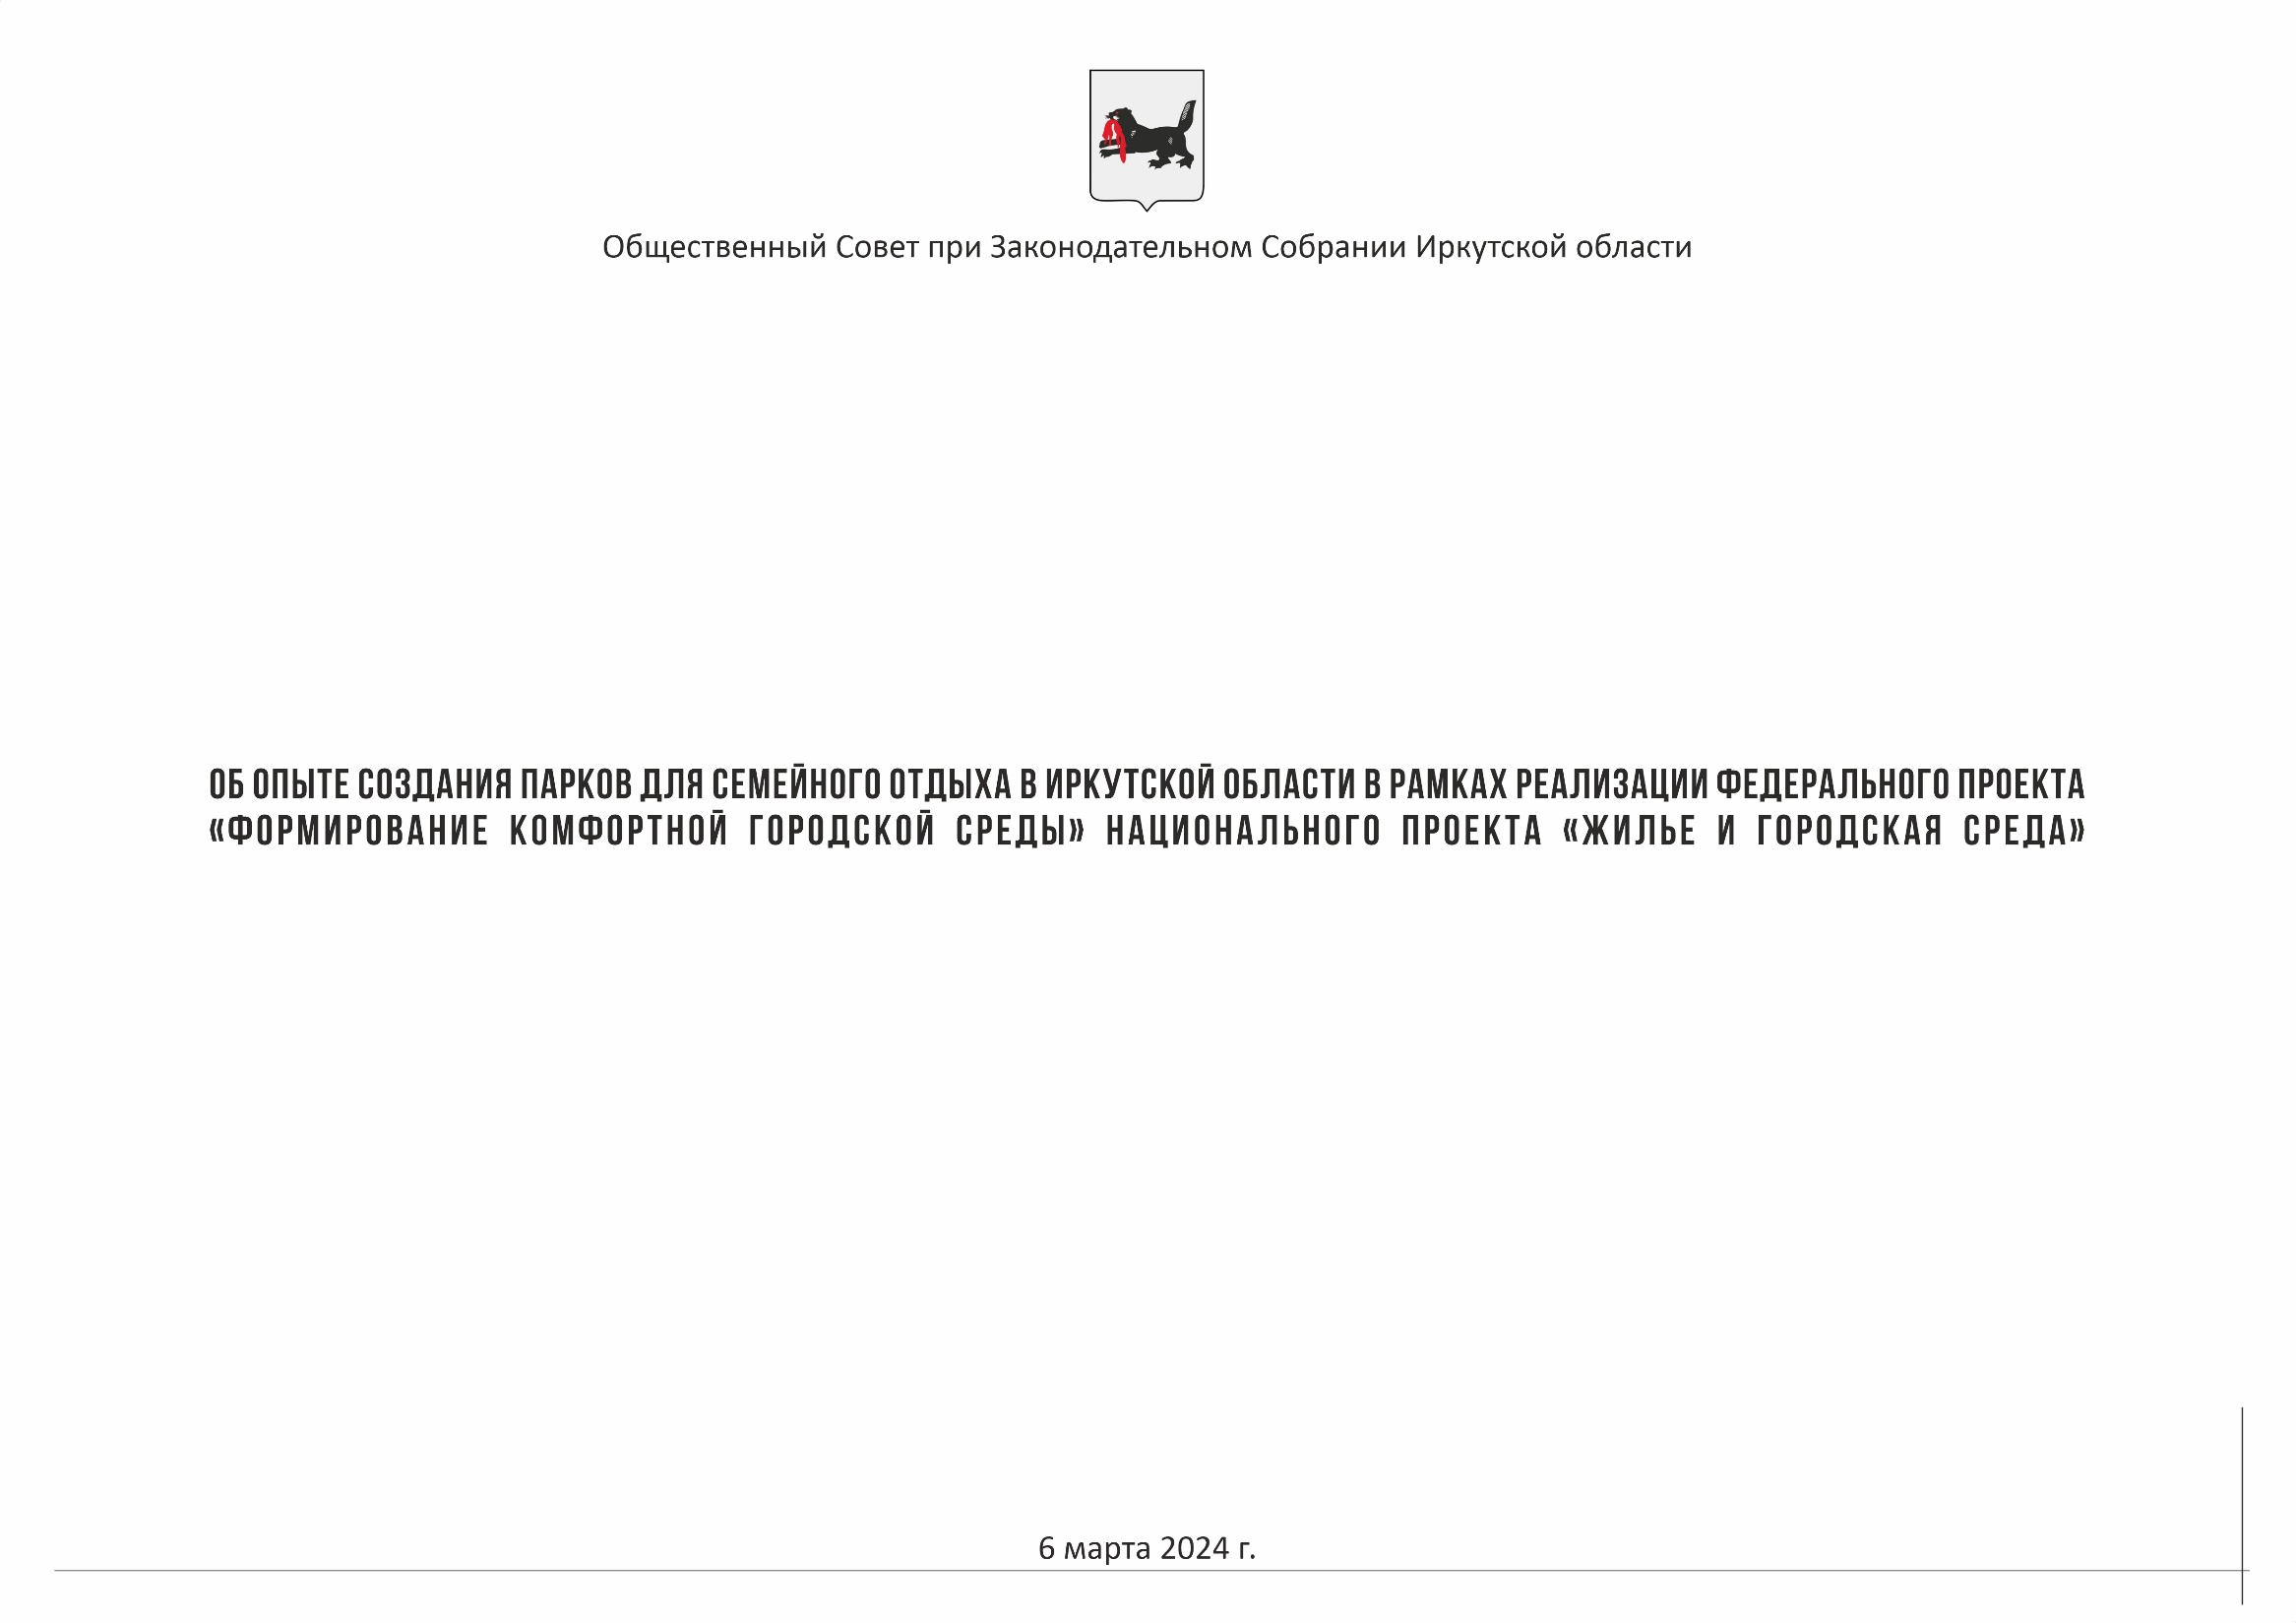 Общественный Совет при Законодательном Собрании Иркутской области
ОБ ОПЫТЕ СОЗДАНИЯ ПАРКОВ ДЛЯ СЕМЕЙНОГО ОТДЫХА В ИРКУТСКОЙ ОБЛАСТИ В РАМКАХ РЕАЛИЗАЦИИ ФЕДЕРАЛЬНОГО ПРОЕКТА
«ФОРМИРОВАНИЕ КОМФОРТНОЙ ГОРОДСКОЙ СРЕДЫ» НАЦИОНАЛЬНОГО ПРОЕКТА «ЖИЛЬЕ И ГОРОДСКАЯ СРЕДА»
6 марта 2024 г.